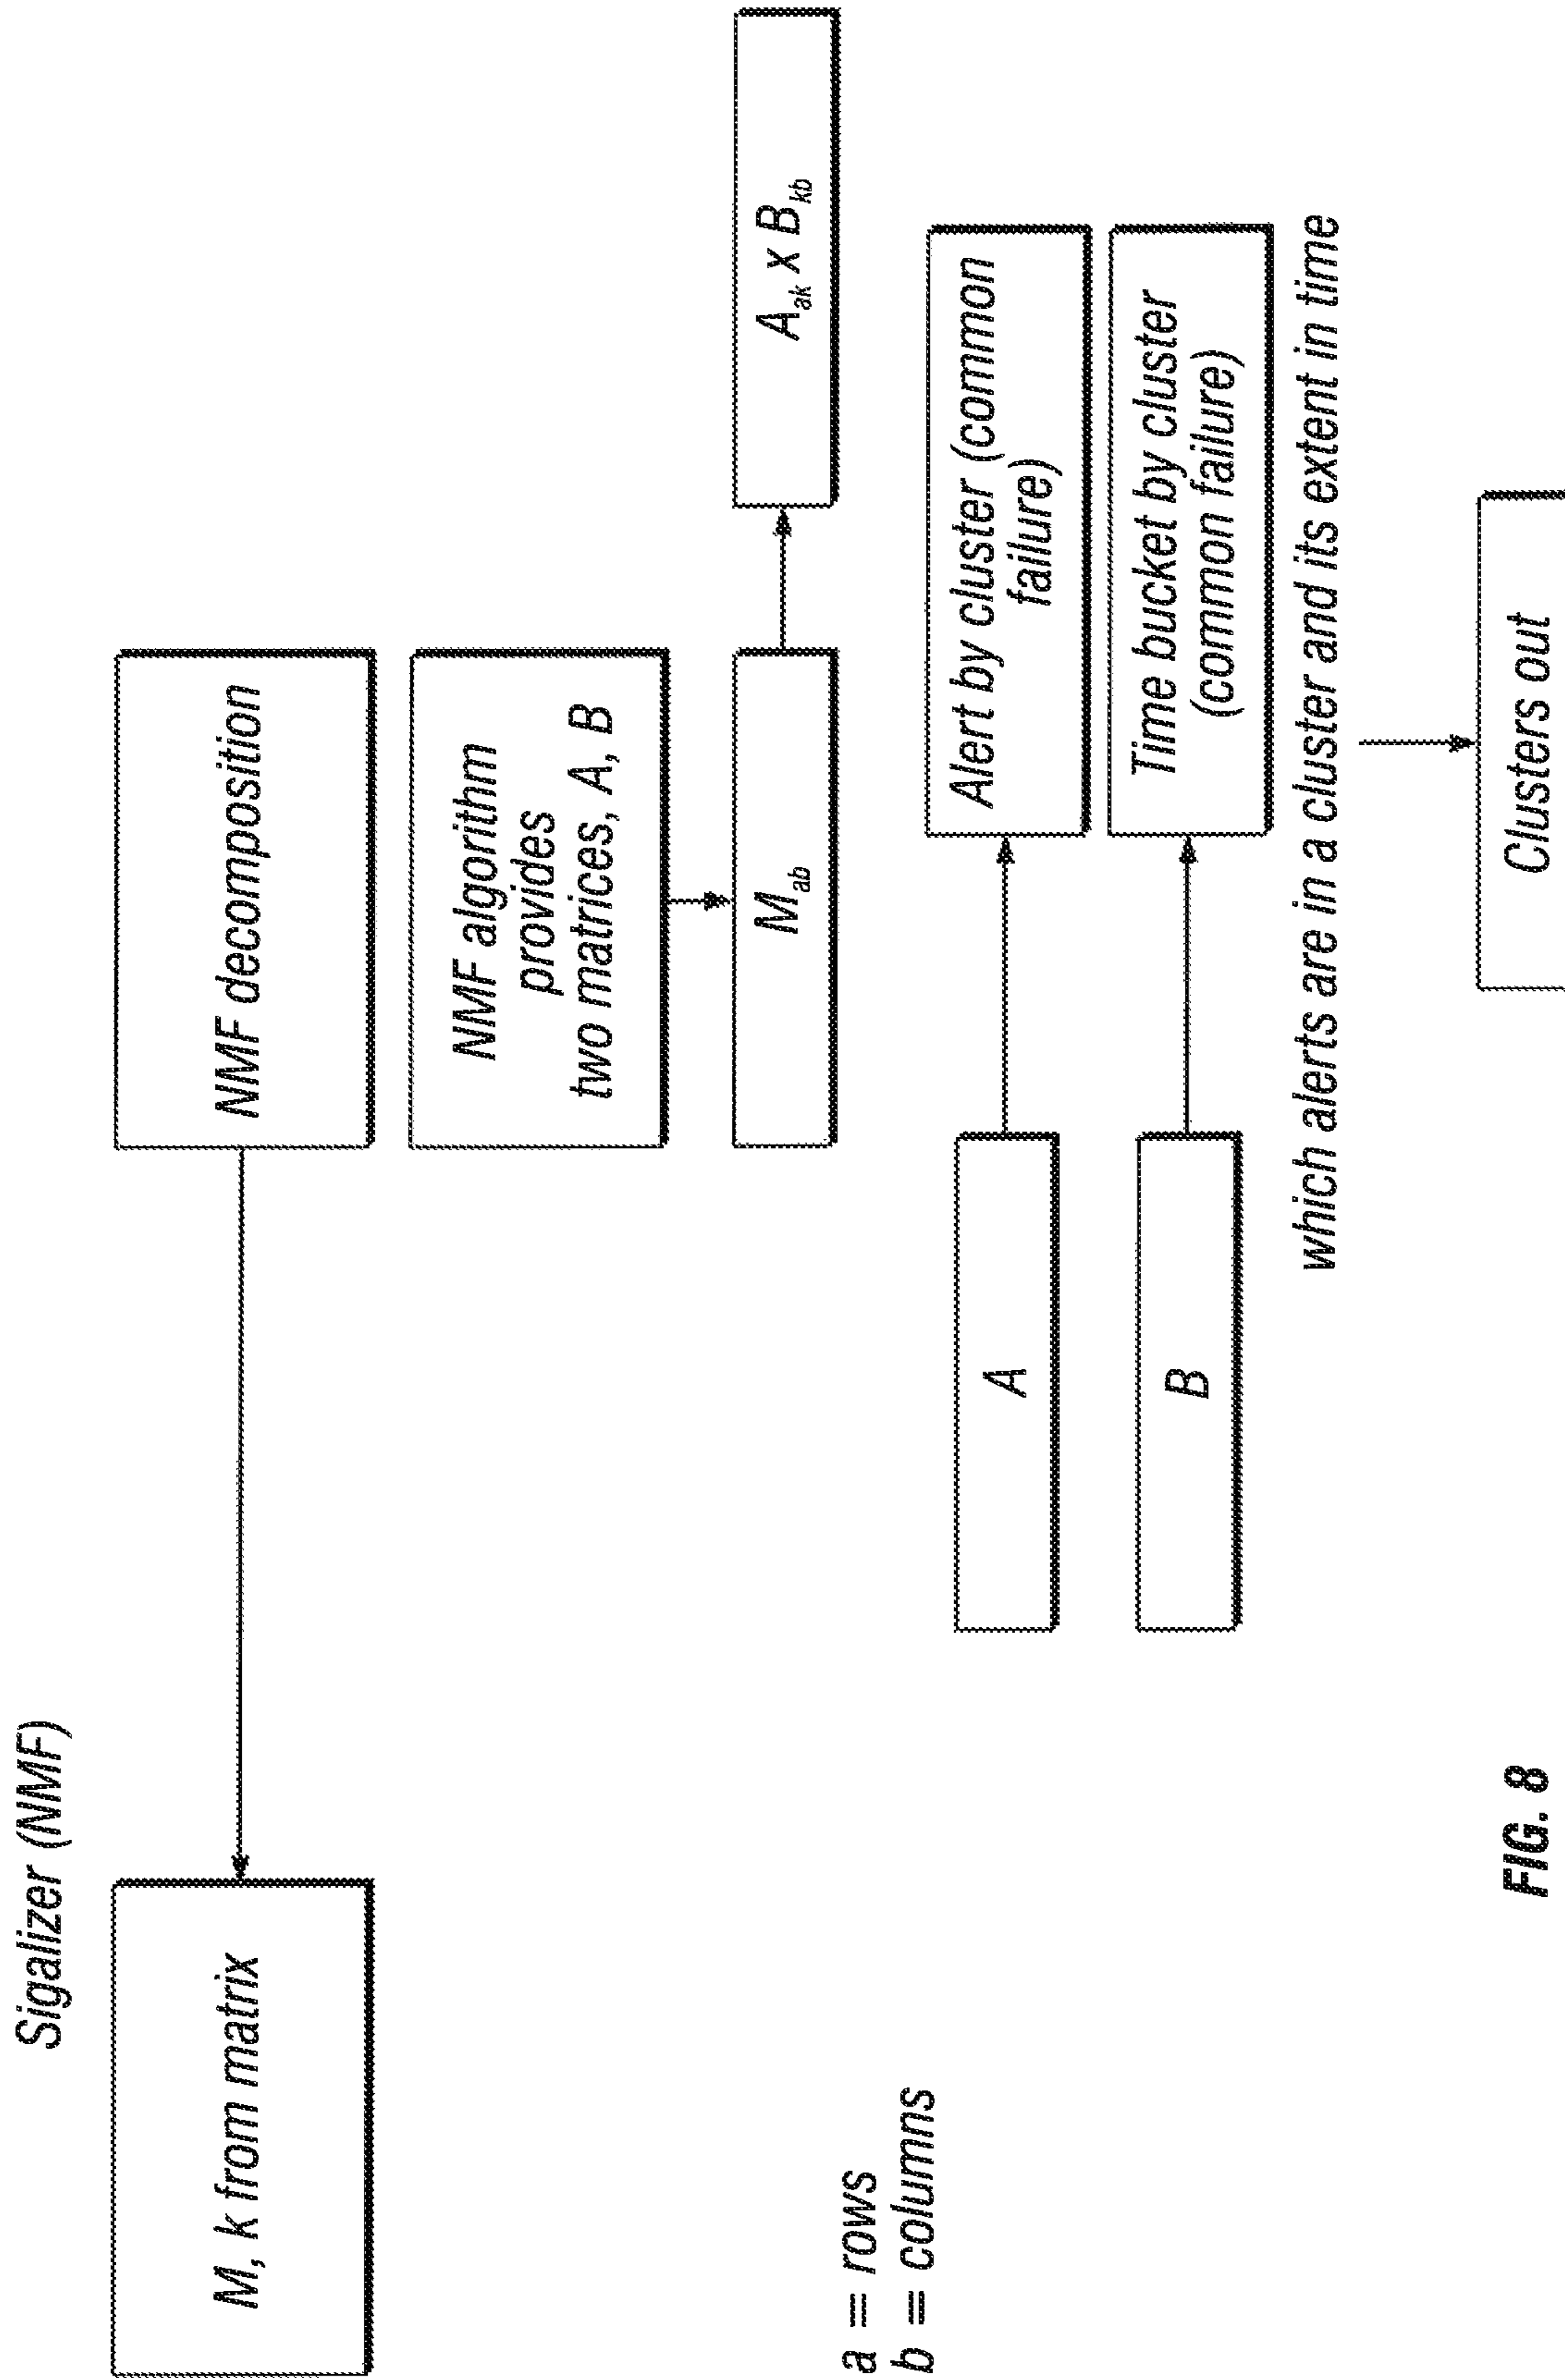 Sigalizer (NMF)
M, k from matrix
NMF decomposition
NMF algorithm
provides
two matrices, A, B
M_ab
A_ak x B_kb
a = rows
b = columns
A
Alert by cluster (common
failure)
B
Time bucket by cluster
(common failure)
which alerts are in a cluster and its extent in time
Clusters out
FIG. 8